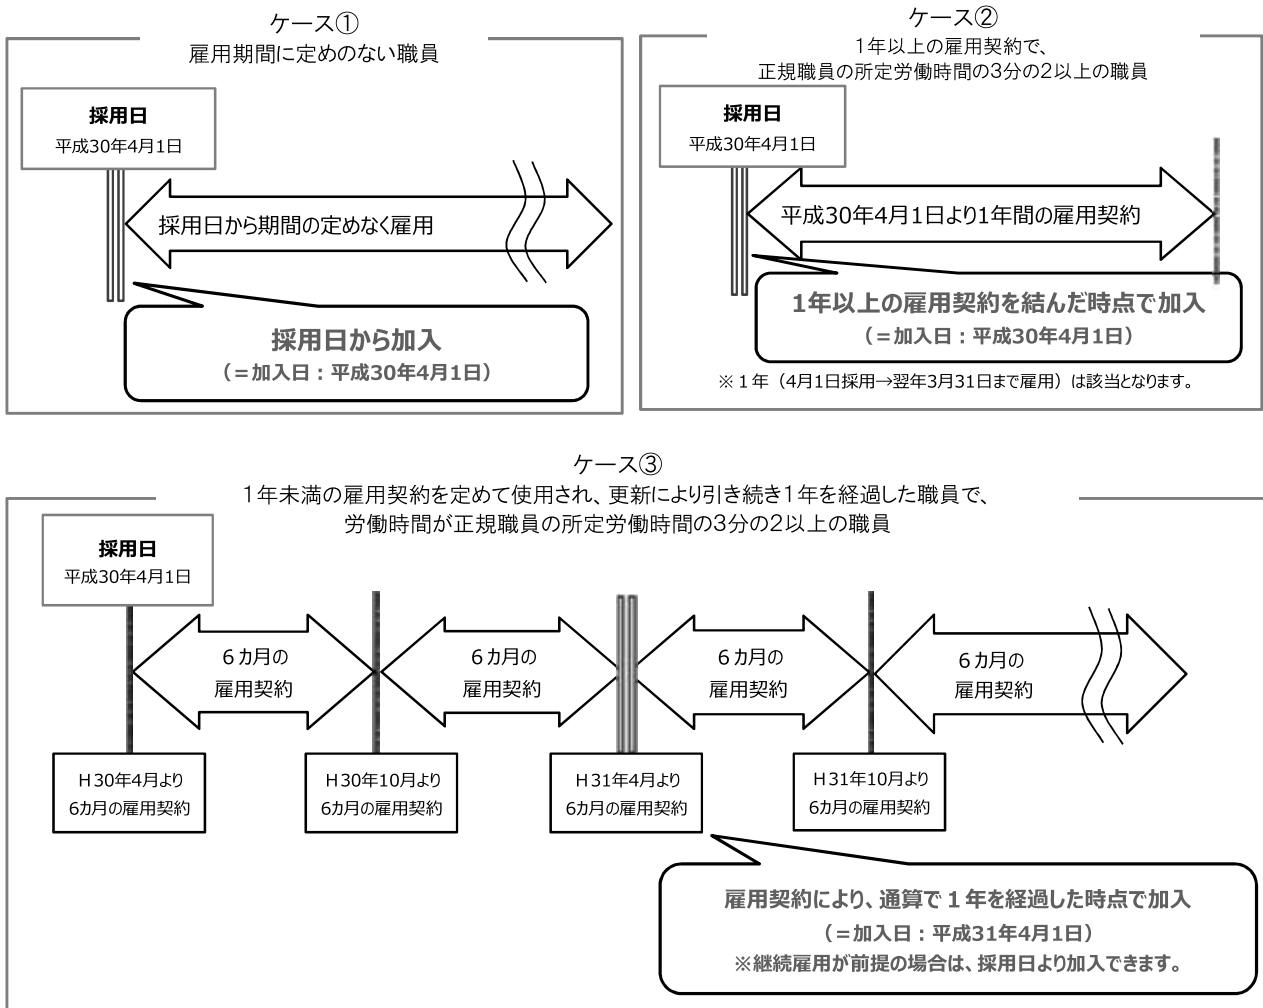 ケース①
雇用期間に定めのない職員
採用日
平成30年4月1日
採用日から期間の定めなく雇用
採用日から加入
（＝加入日：平成30年4月1日）
ケース②
1年以上の雇用契約で、
正規職員の所定労働時間の3分の2以上の職員
採用日
平成30年4月1日
平成30年4月1日より1年間の雇用契約
1年以上の雇用契約を結んだ時点で加入
（＝加入日：平成30年4月1日）
※１年（4月1日採用→翌年3月31日まで雇用）は該当となります。
ケース③
1年未満の雇用契約を定めて使用され、更新により引き続き1年を経過した職員で、
労働時間が正規職員の所定労働時間の3分の2以上の職員
採用日
平成30年4月1日
６カ月の
雇用契約
６カ月の
雇用契約
６カ月の
雇用契約
６カ月の
雇用契約
Ｈ30年4月より
6カ月の雇用契約
Ｈ30年10月より
6カ月の雇用契約
Ｈ31年4月より
6カ月の雇用契約
Ｈ31年10月より
6カ月の雇用契約
雇用契約により、通算で１年を経過した時点で加入
（＝加入日：平成31年4月1日）
※継続雇用が前提の場合は、採用日より加入できます。